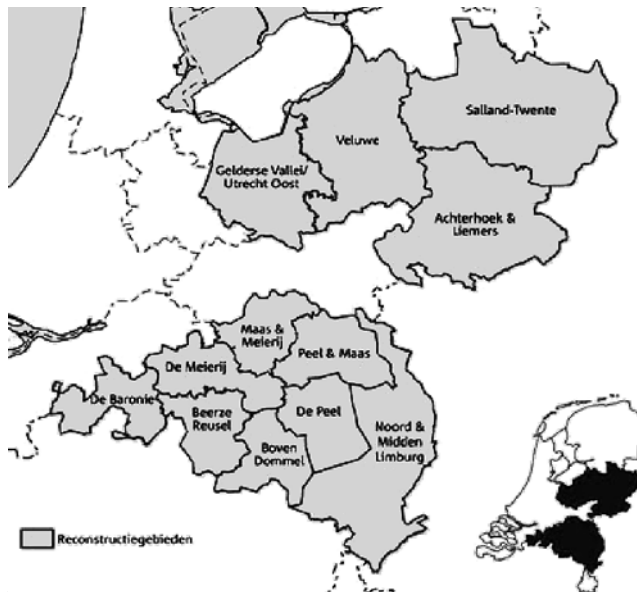 Salland-Twente
Veluwe
Gelderse Vallei/
Utrecht Oost
Achterhoek &
Liemers
Maas &
Meierij
Peel & Maas
De Meierij
De Baronie
Beerze
Reusel
De Peel
Noord &
Midden
Limburg
Boven
Dommel
Reconstructiegebieden